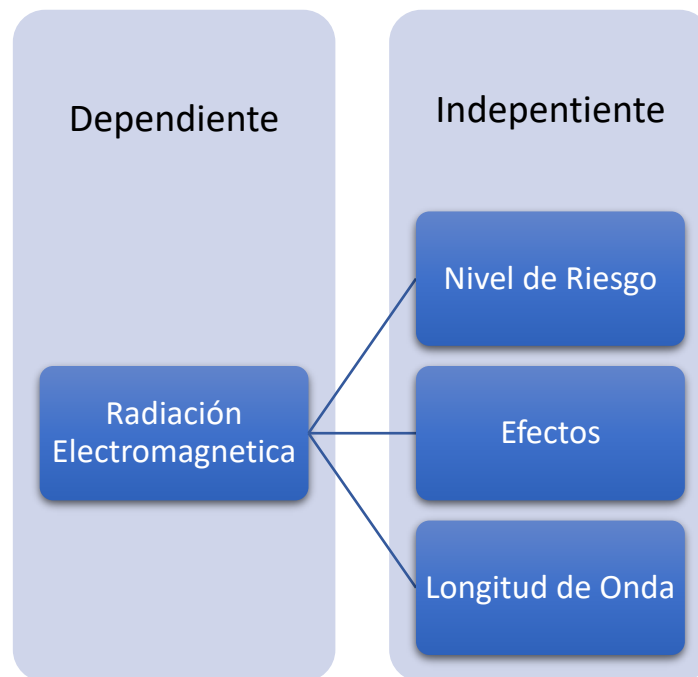 Dependiente
Indepentiente
Nivel de Riesgo
Radiación
Electromagnetica
Efectos
Longitud de Onda